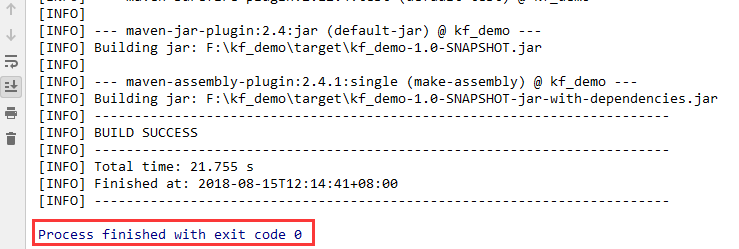 [INFO]
[INFO] --- maven-jar-plugin:2.4:jar (default-jar) @ kf_demo ---
[INFO] Building jar: F:\kf_demo\target\kf_demo-1.0-SNAPSHOT.jar
[INFO]
[INFO] --- maven-assembly-plugin:2.4.1:single (make-assembly) @ kf_demo ---
[INFO] Building jar: F:\kf_demo\target\kf_demo-1.0-SNAPSHOT-jar-with-dependencies.jar
[INFO] ------------------------------------------------------------------------
[INFO] BUILD SUCCESS
[INFO] ------------------------------------------------------------------------
[INFO] Total time: 21.755 s
[INFO] Finished at: 2018-08-15T12:14:41+08:00
[INFO] ------------------------------------------------------------------------
Process finished with exit code 0